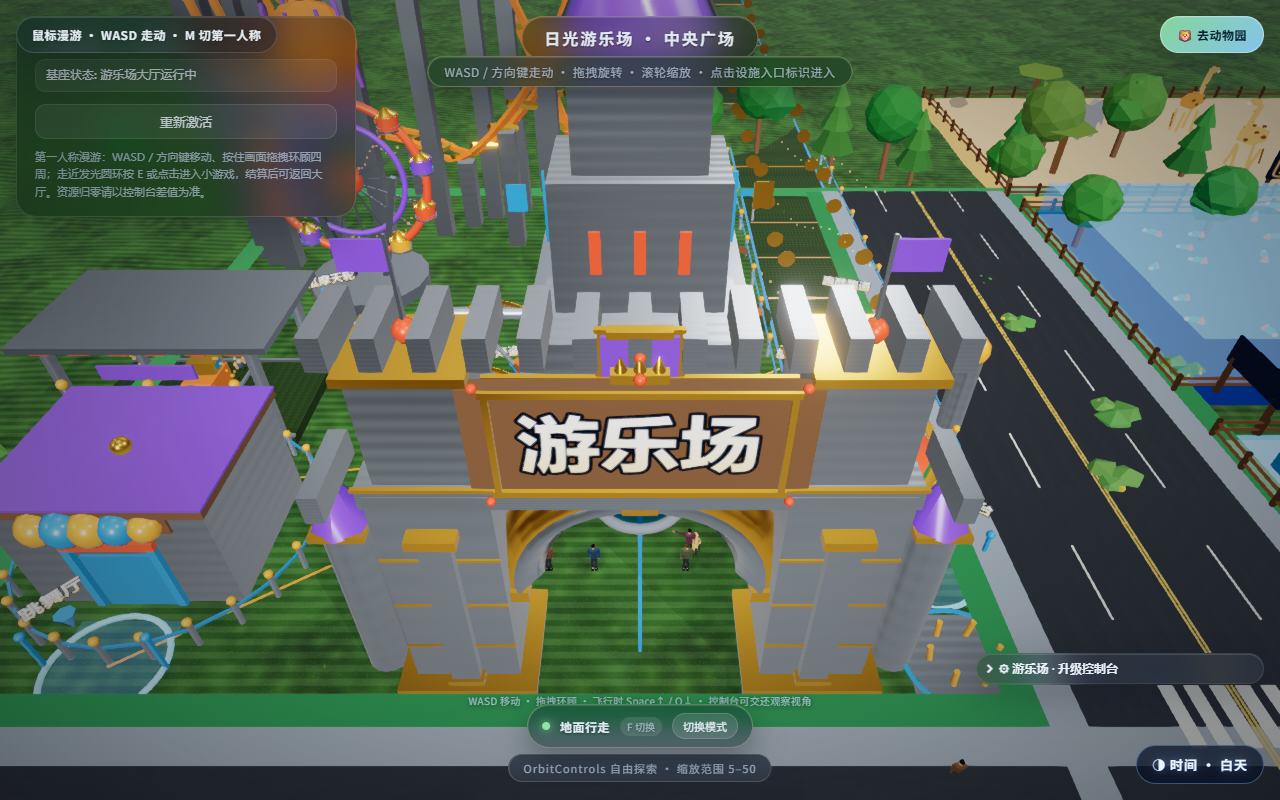 鼠标漫游 · WASD 走动 · M 切第一人称
基座状态: 游乐场大厅运行中
重新激活
第一人称漫游：WASD / 方向键移动、按住画面拖拽环顾四
周；走近发光圆环按 E 或点击进入小游戏，结算后可返回大
厅。资源归零请以控制台差值为准。
日光游乐场 · 中央广场
WASD / 方向键走动 · 拖拽旋转 · 滚轮缩放 · 点击设施入口标识进入
🦁 去动物园
摩天轮
游乐场
跳舞厅
⚙ 游乐场 · 升级控制台
WASD 移动 · 拖拽环顾 · 飞行时 Space↑ / Q↓ · 控制台可交还观察视角
地面行走
F 切换
切换模式
OrbitControls 自由探索 · 缩放范围 5–50
时间 · 白天